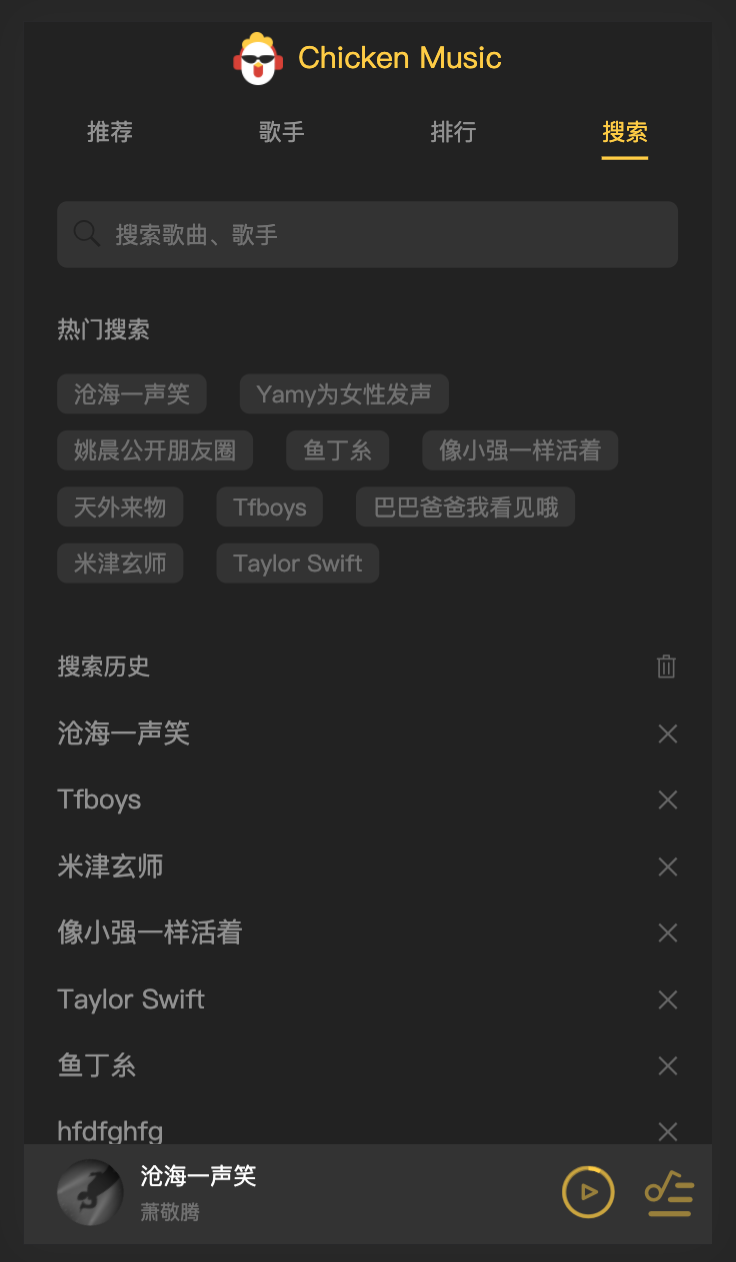 Chicken Music
推荐 歌手 排行 搜索
搜索歌曲、歌手
热门搜索
沧海一声笑 Yamy为女性发声
姚晨公开朋友圈 鱼丁糸 像小强一样活着
天外来物 Tfboys 巴巴爸爸我看见哦
米津玄师 Taylor Swift
搜索历史
沧海一声笑
Tfboys
米津玄师
像小强一样活着
Taylor Swift
鱼丁糸
hfdfghfg
沧海一声笑
萧敬腾